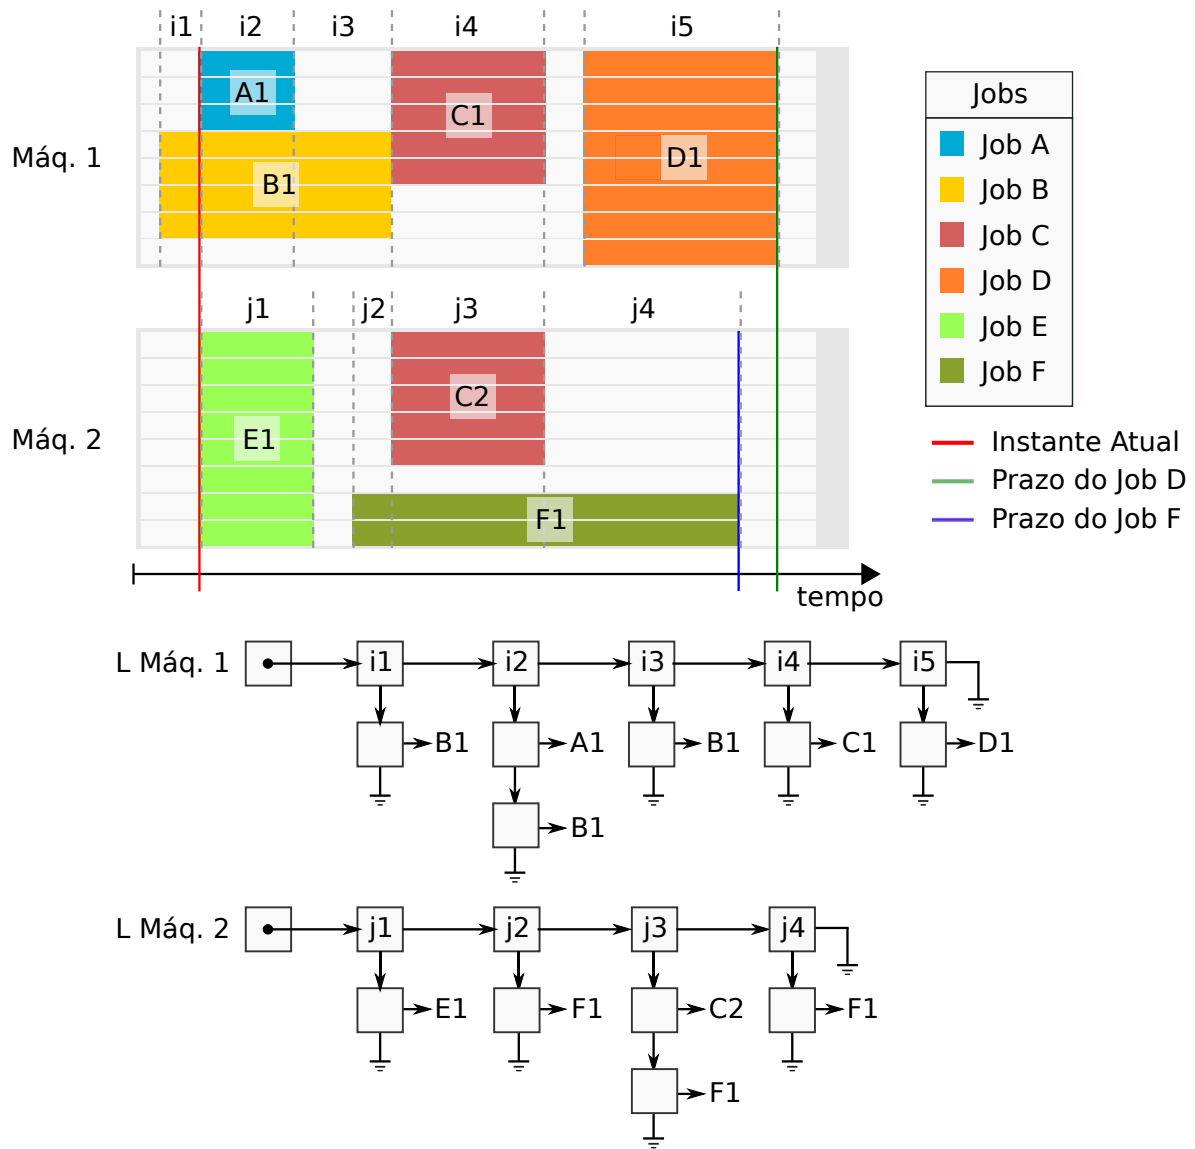 i1 i2 i3 i4 i5
Máq. 1
A1
B1
C1
D1
j1 j2 j3 j4
Máq. 2
E1
C2
F1
tempo
Jobs
Job A
Job B
Job C
Job D
Job E
Job F
Instante Atual
Prazo do Job D
Prazo do Job F
L Máq. 1 i1 i2 i3 i4 i5
B1 A1 B1 C1 D1
B1
L Máq. 2 j1 j2 j3 j4
E1 F1 C2 F1
F1